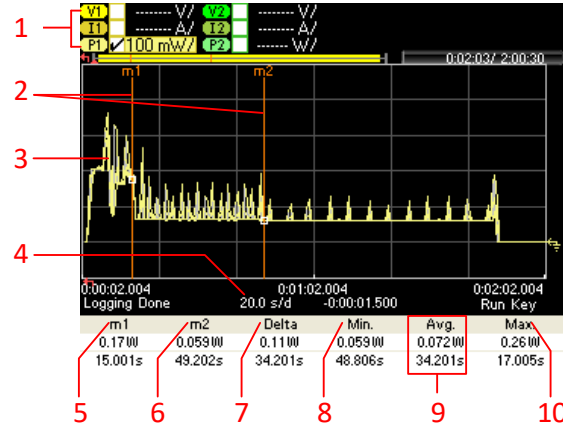 1
V1 ------ V/ V2 ------ V/
I1 ------ A/ I2 ------ A/
P1 ✓ 100 mW/ P2 ------ W/
0:02:03/ 2:00:30
m1 m2
2
3
4
0:00:02.004 0:01:02.004 0:02:02.004
Logging Done 20.0 s/d -0:00:01.500 Run Key
m1 m2 Delta Min. Avg. Max.
0.17W 0.059W 0.11W 0.059W 0.072W 0.26W
15.001s 49.202s 34.201s 48.806s 34.201s 17.005s
5 6 7 8 9 10